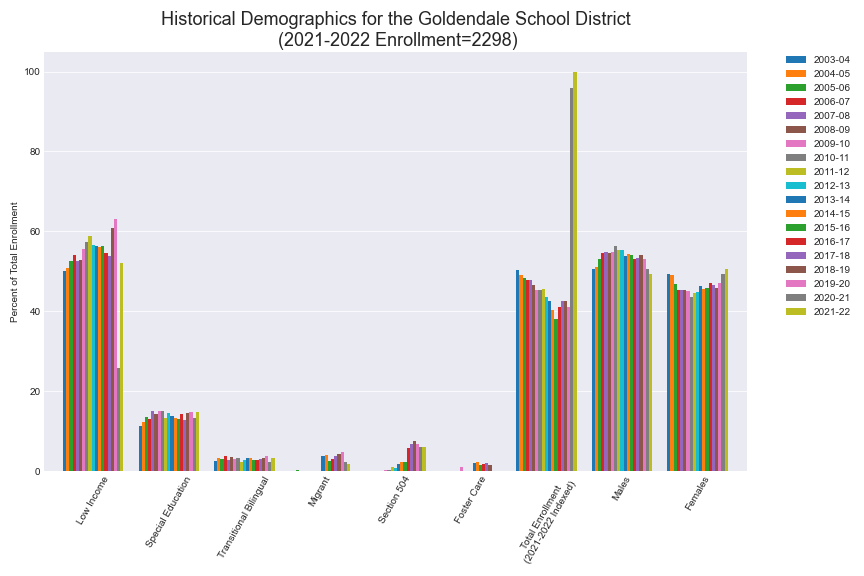 Historical Demographics for the Goldendale School District
(2021-2022 Enrollment=2298)
Percent of Total Enrollment
100
80
60
40
20
0
Low Income
Special Education
Transitional Bilingual
Migrant
Section 504
Foster Care
Total Enrollment
(2021-2022 Indexed)
Males
Females
2003-04
2004-05
2005-06
2006-07
2007-08
2008-09
2009-10
2010-11
2011-12
2012-13
2013-14
2014-15
2015-16
2016-17
2017-18
2018-19
2019-20
2020-21
2021-22